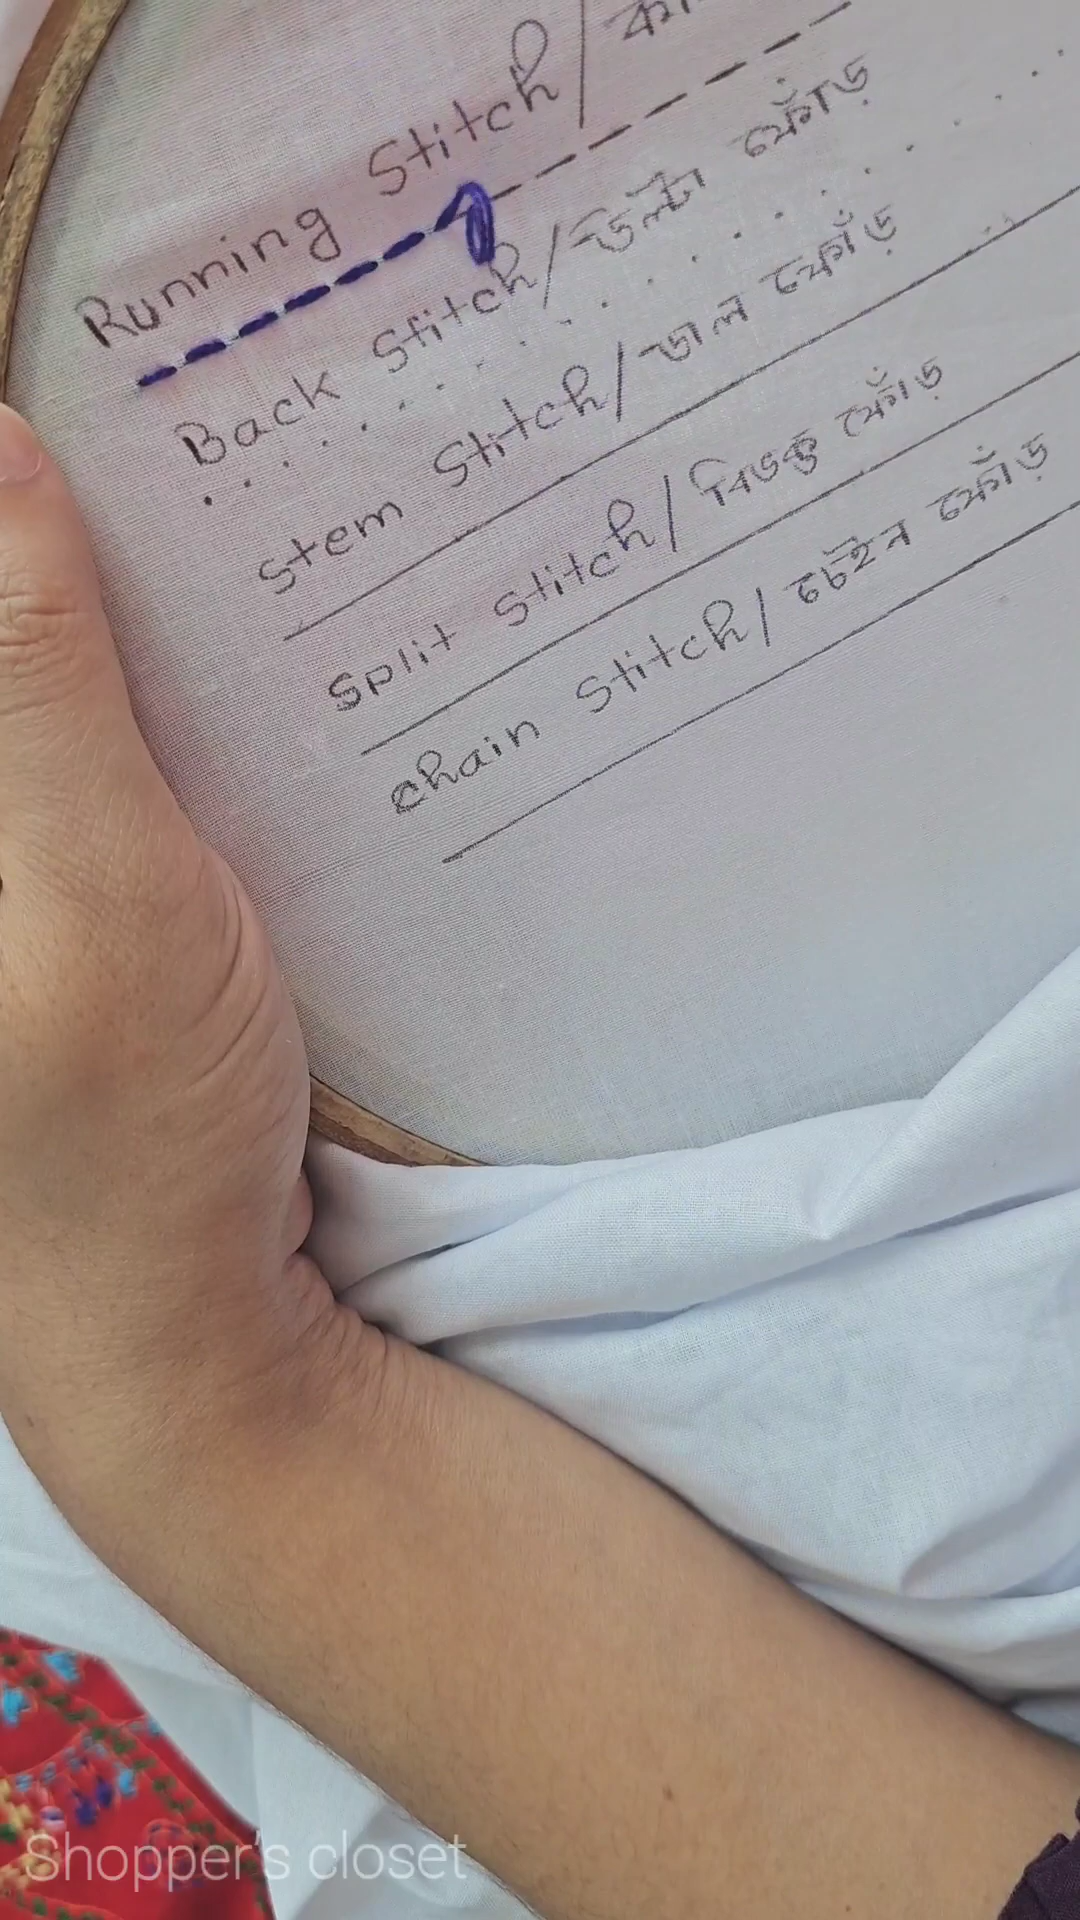 Running Stitch/
Back Stitch/উল্টা ফোঁড়
Stem Stitch/ডাল ফোঁড়
Split Stitch/বিভক্ত ফোঁড়
Chain Stitch/চেইন ফোঁড়
Shopper's closet